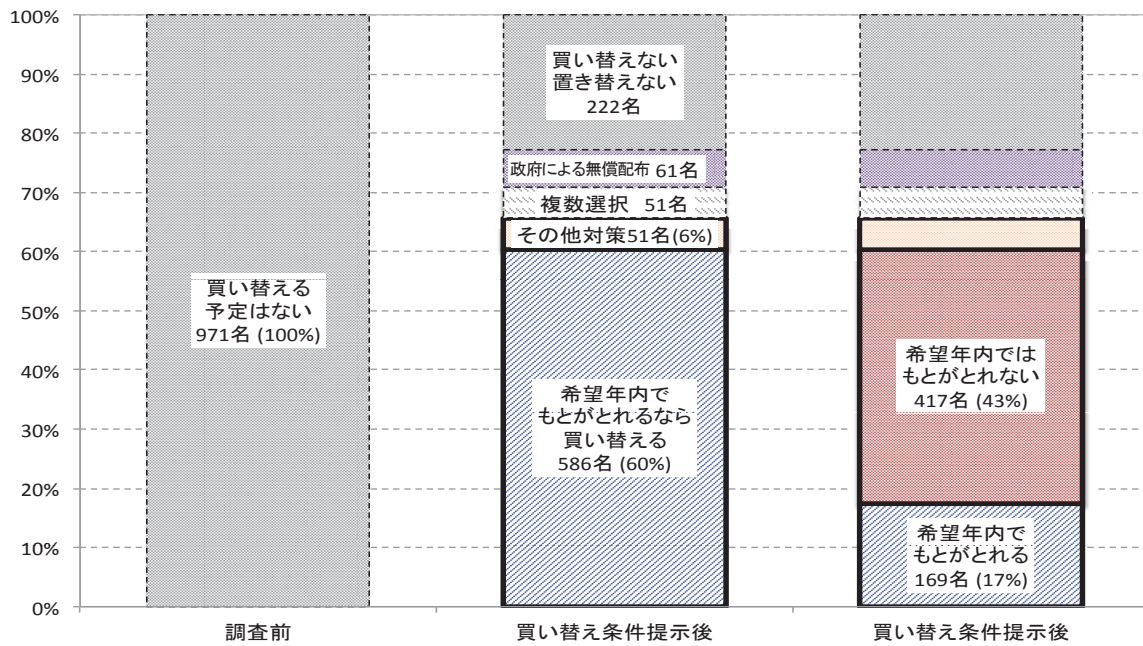 100%
90%
80%
70%
60%
50%
40%
30%
20%
10%
0%
買い替える
予定はない
971名 (100%)
買い替えない
置き替えない
222名
政府による無償配布 61名
複数選択 51名
その他対策51名(6%)
希望年内で
もとがとれるなら
買い替える
586名 (60%)
希望年内では
もとがとれない
417名 (43%)
希望年内で
もとがとれる
169名 (17%)
調査前
買い替え条件提示後
買い替え条件提示後